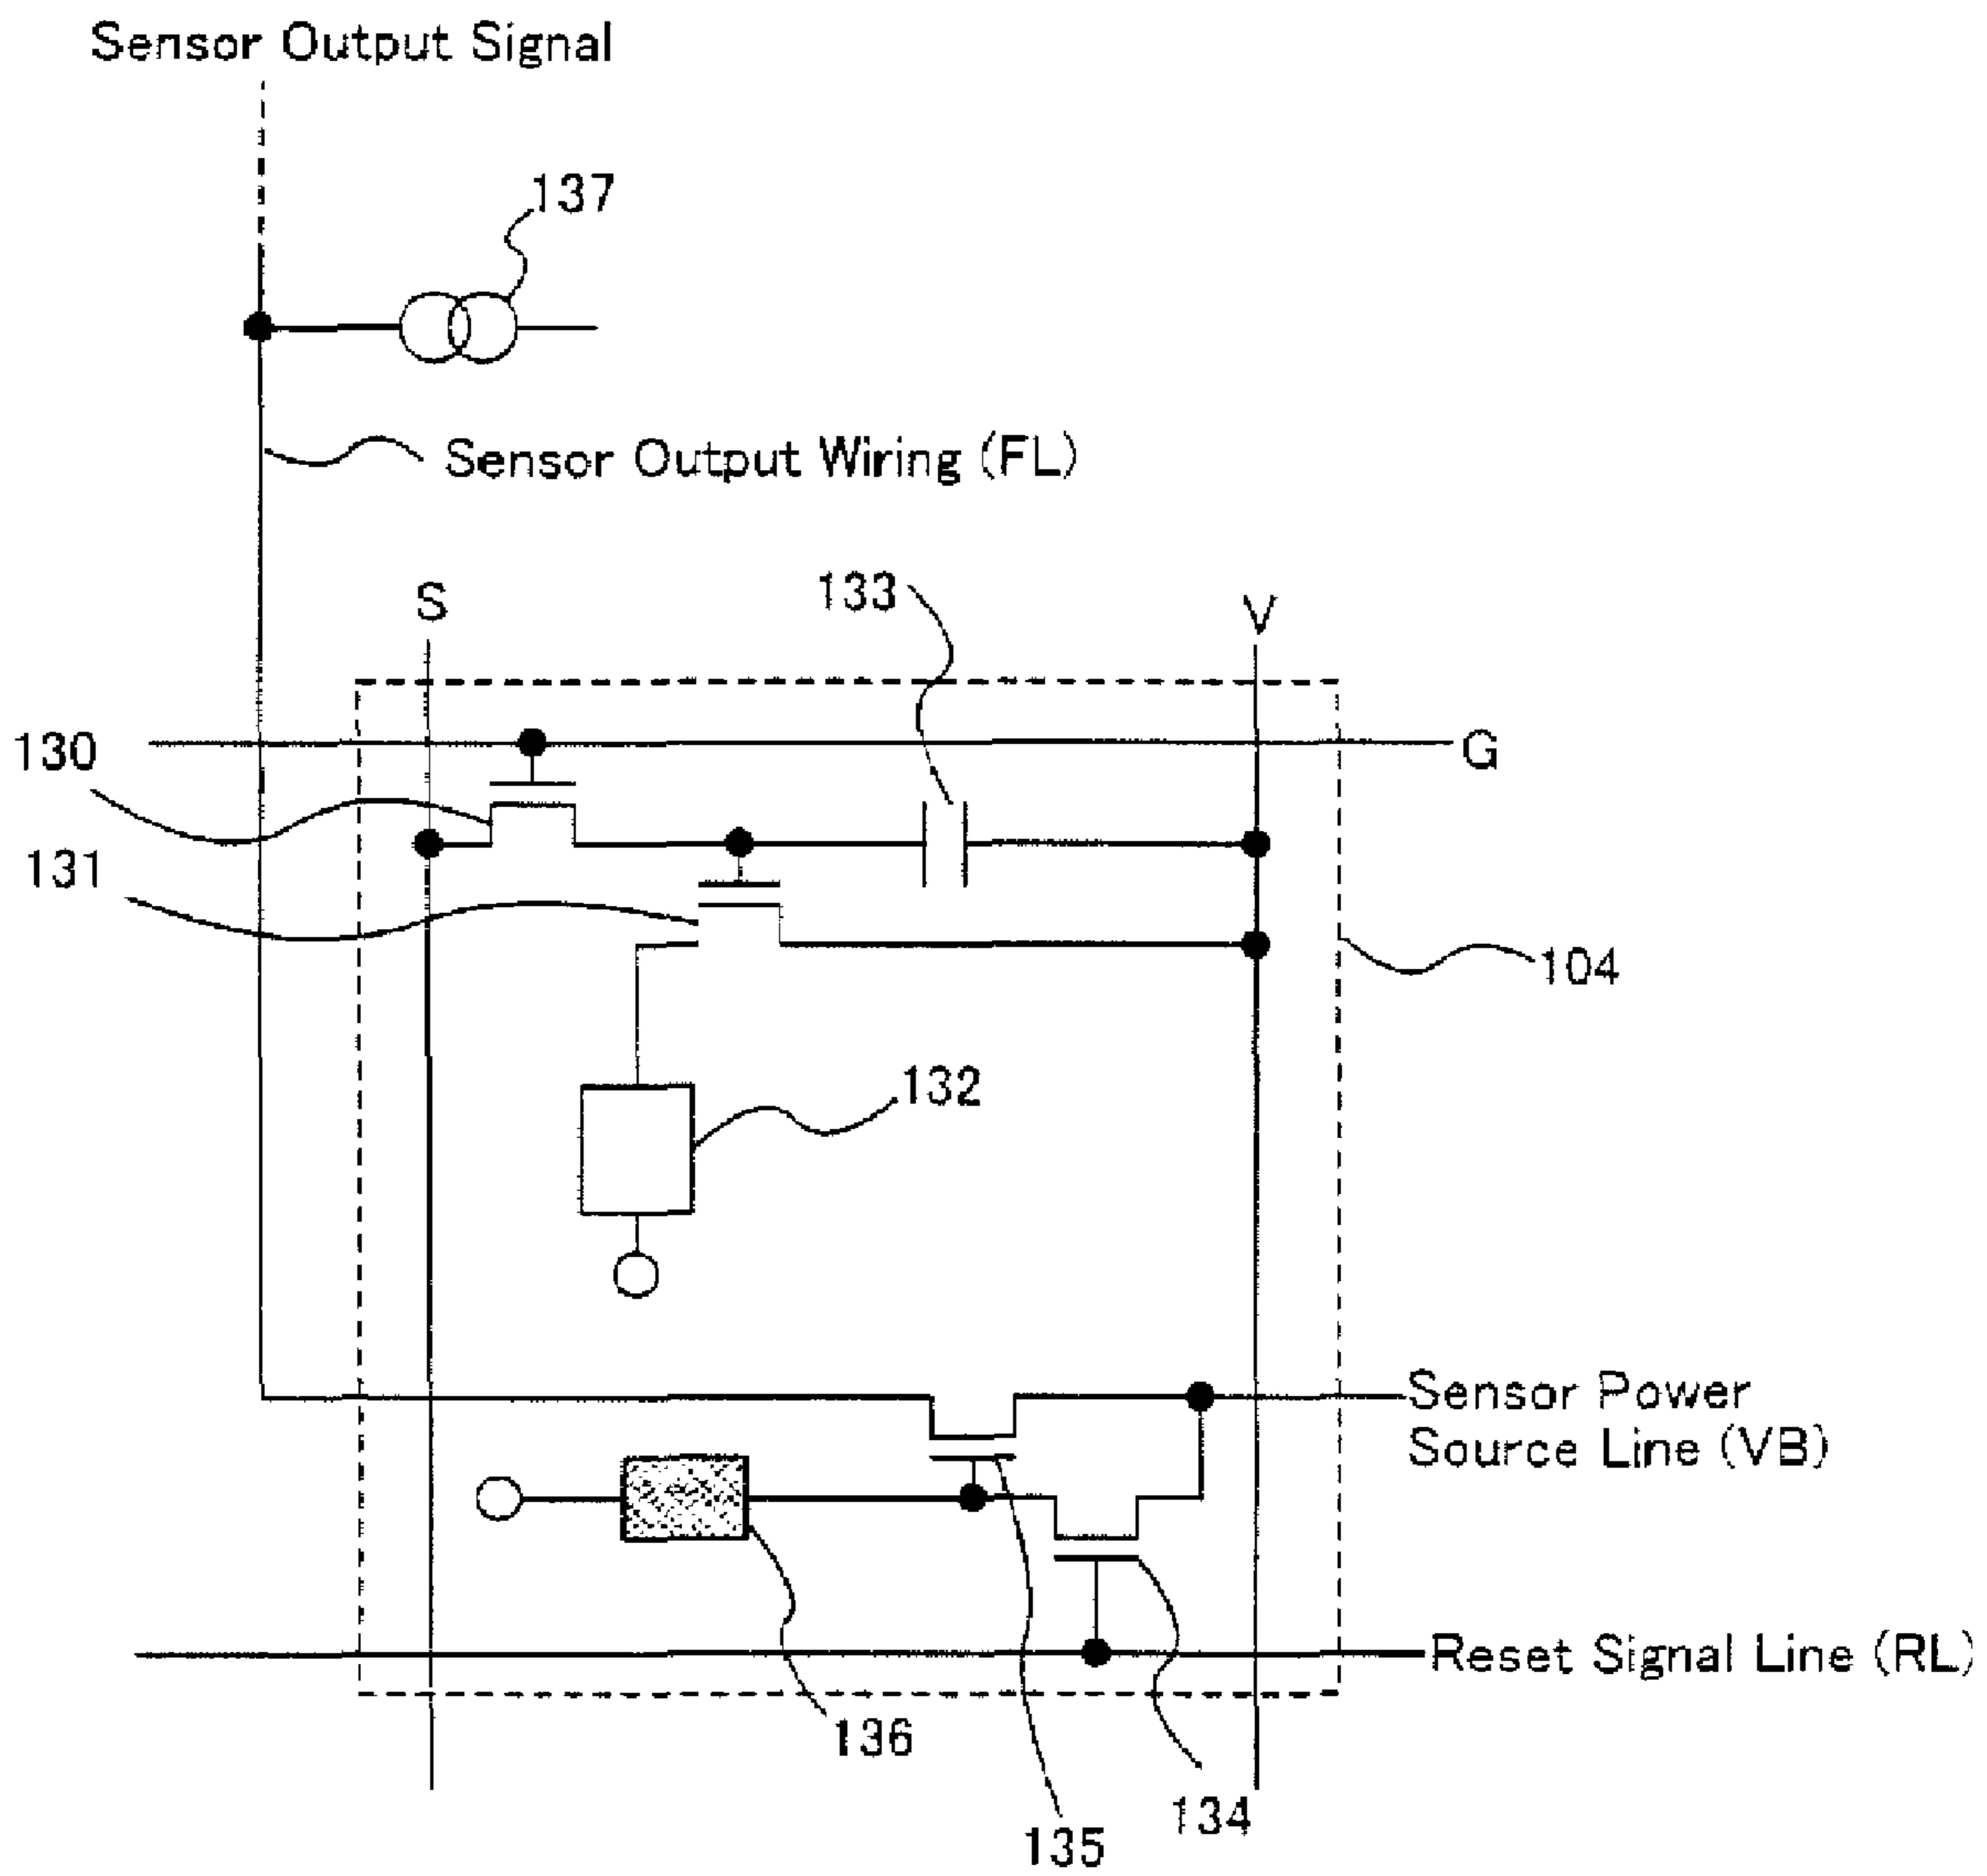 Sensor Output Signal
137
Sensor Output Wiring (FL)
133
S
V
130
G
131
104
132
Sensor Power
Source Line (VB)
Reset Signal Line (RL)
136
134
135